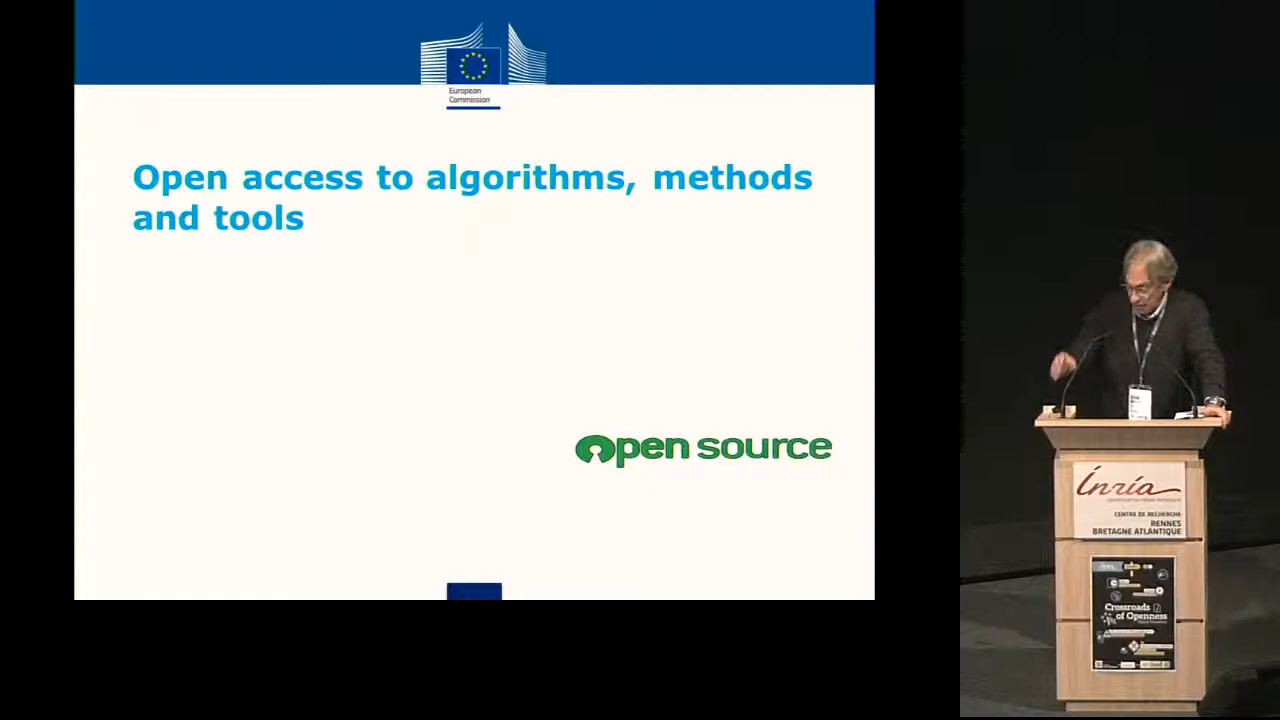 European
Commission
Open access to algorithms, methods
and tools
open source
Inria
CENTRE DE RECHERCHE
RENNES
BRETAGNE ATLANTIQUE
Crossroads
of Openness